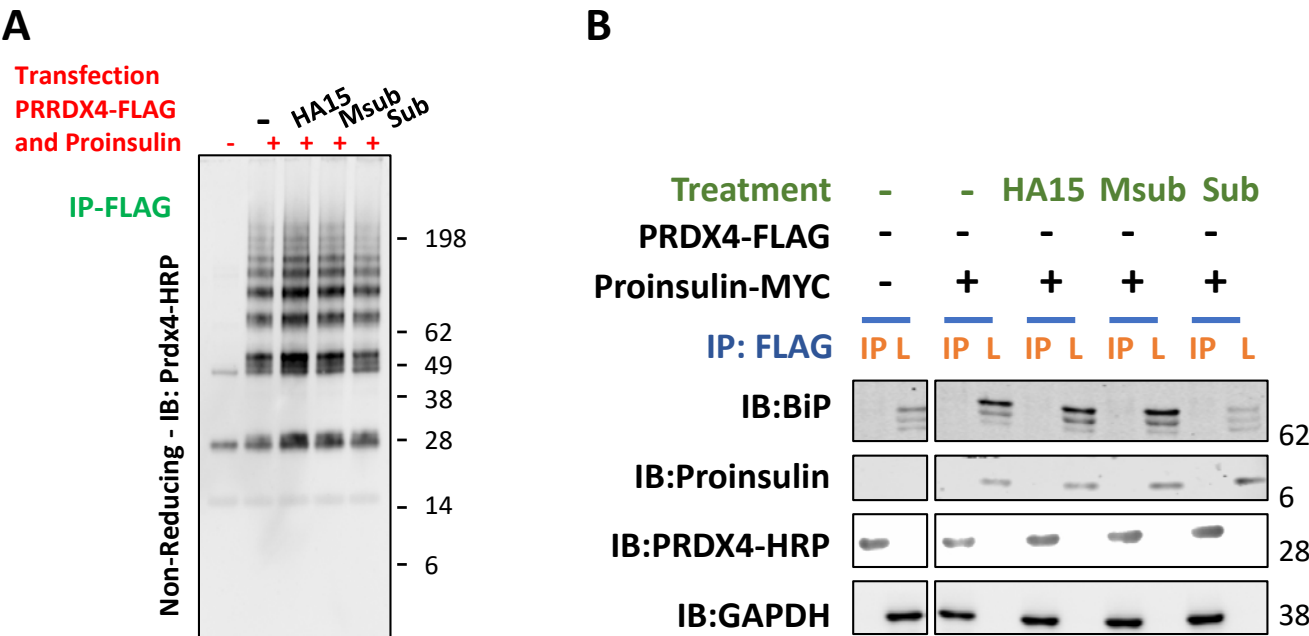 A
Transfection
PRRDX4-FLAG
and Proinsulin
- HA15 Msub Sub
- + + + +
IP-FLAG
Non-Reducing - IB: Prdx4-HRP
- 198
- 62
- 49
- 38
- 28
- 14
- 6
B
Treatment - - HA15 Msub Sub
PRDX4-FLAG - - - - -
Proinsulin-MYC - + + + +
IP: FLAG IP L IP L IP L IP L IP L
IB:BiP 62
IB:Proinsulin 6
IB:PRDX4-HRP 28
IB:GAPDH 38